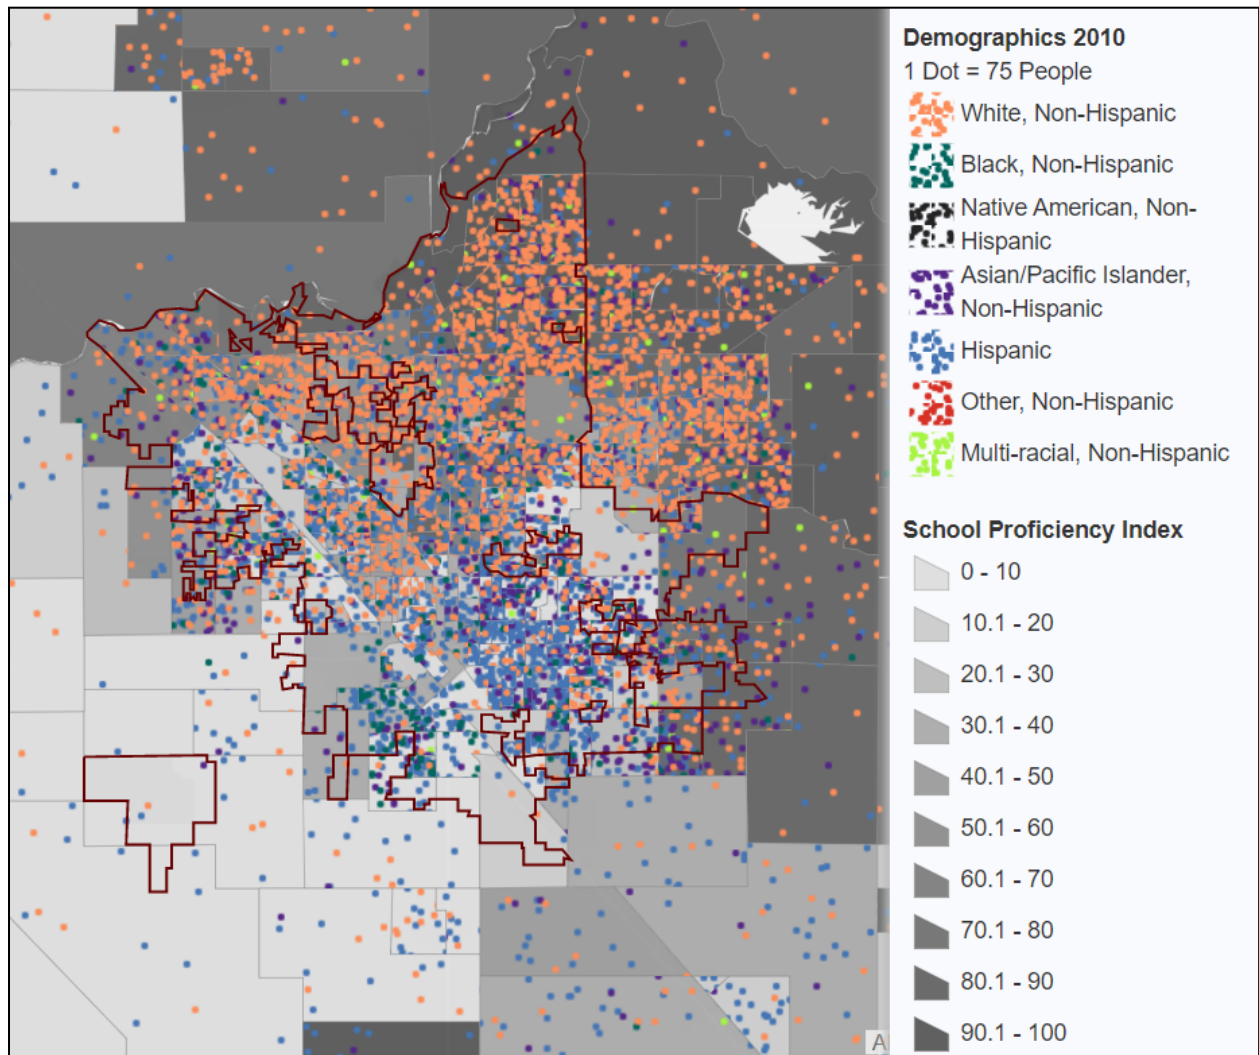 Demographics 2010
1 Dot = 75 People
White, Non-Hispanic
Black, Non-Hispanic
Native American, Non-
Hispanic
Asian/Pacific Islander,
Non-Hispanic
Hispanic
Other, Non-Hispanic
Multi-racial, Non-Hispanic
School Proficiency Index
0 - 10
10.1 - 20
20.1 - 30
30.1 - 40
40.1 - 50
50.1 - 60
60.1 - 70
70.1 - 80
80.1 - 90
90.1 - 100
A